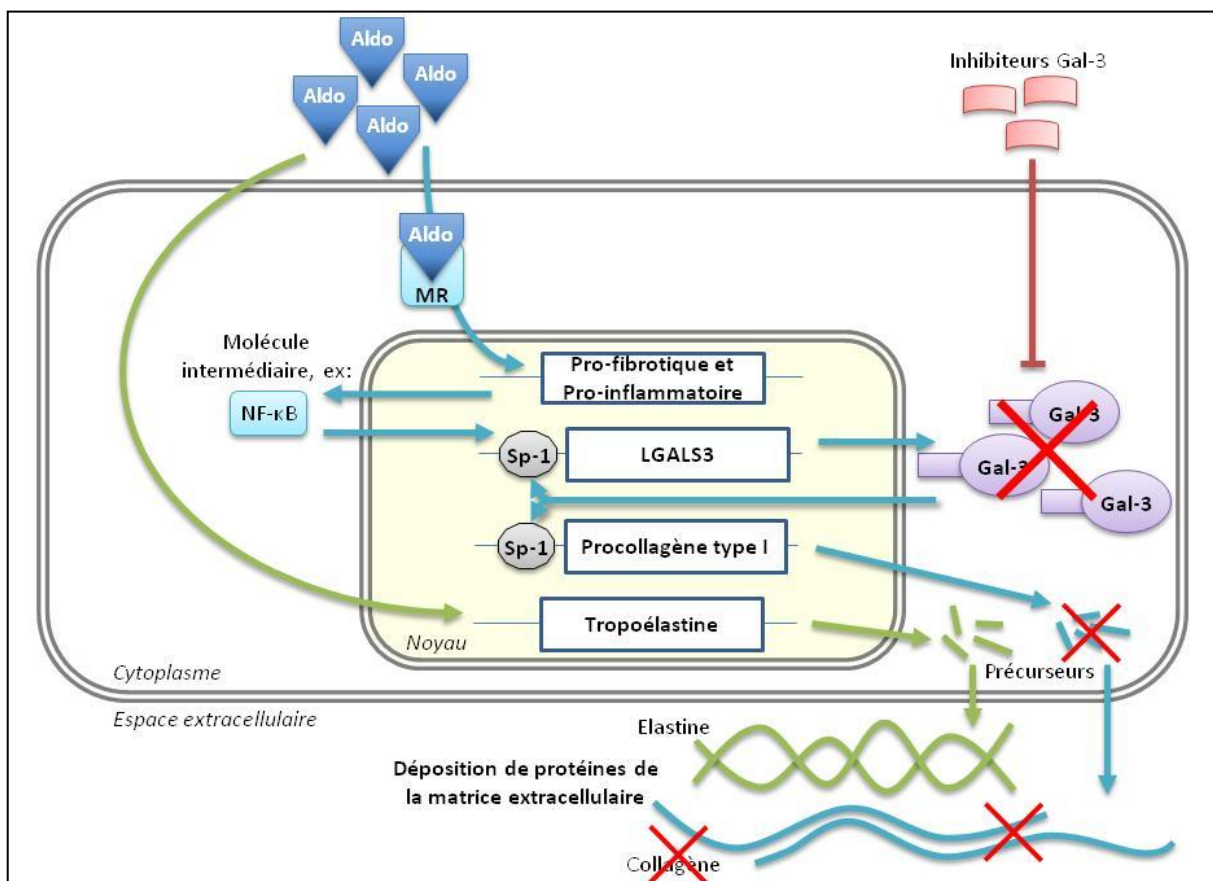 Aldo
Aldo
Aldo
Aldo
Inhibiteurs Gal-3
Aldo
MR
Molécule
intermédiaire, ex:
NF-κB
Pro-fibrotique et
Pro-inflammatoire
Sp-1
LGALS3
Gal-3
Gal-3
Gal-3
Sp-1
Procollagène type I
Tropoélastine
Noyau
Cytoplasme
Précurseurs
Espace extracellulaire
Elastine
Déposition de protéines de
la matrice extracellulaire
Collagène